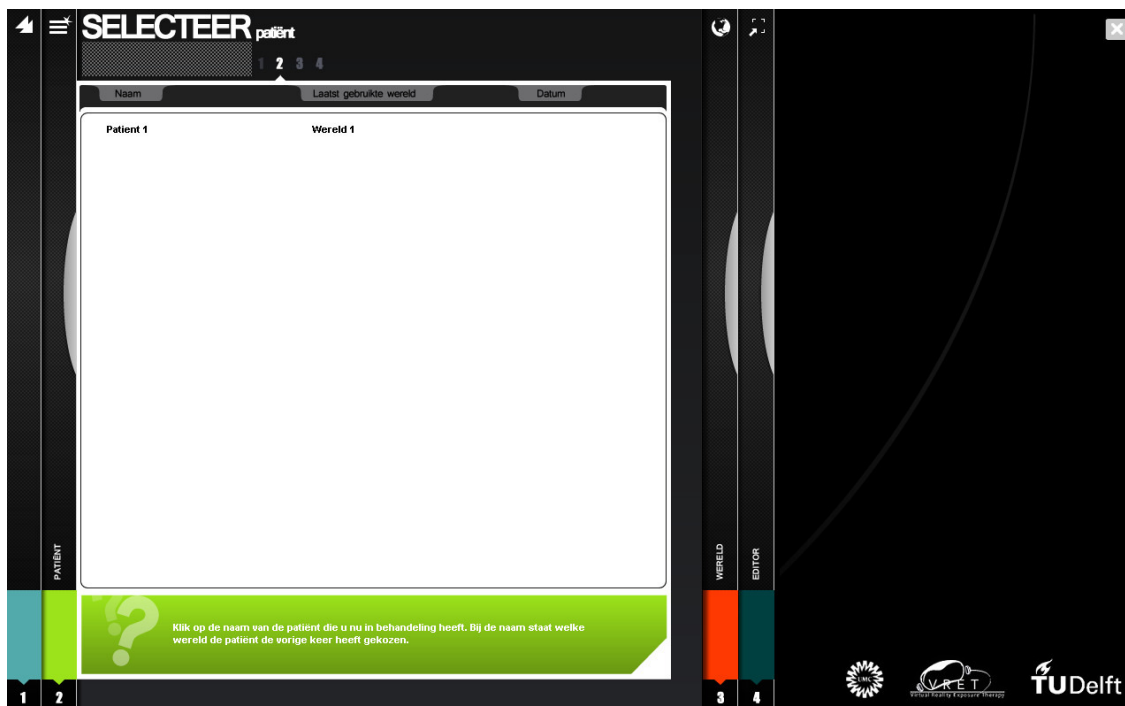 SELECTEER patiënt
1 2 3 4
Naam Laatst gebruikte wereld Datum
Patient 1 Wereld 1
Klik op de naam van de patiënt die u nu in behandeling heeft. Bij de naam staat welke
wereld de patiënt de vorige keer heeft gekozen.
PATIËNT
WERELD
EDITOR
1 2 3 4
UMC
VRET
Virtual Reality Exposure Therapy
TUDelft